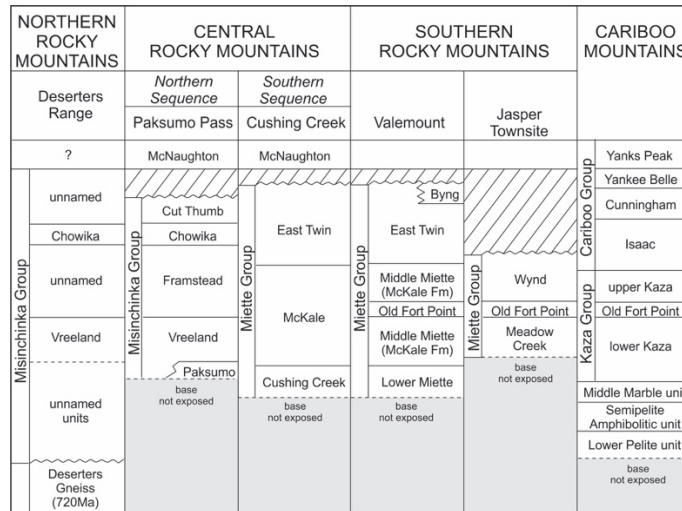 NORTHERN
ROCKY
MOUNTAINS
CENTRAL
ROCKY MOUNTAINS
SOUTHERN
ROCKY MOUNTAINS
CARIBOO
MOUNTAINS
Deserters
Range
Northern
Sequence
Paksumo Pass
Southern
Sequence
Cushing Creek
Valemount
Jasper
Townsite
?
McNaughton
McNaughton
Misinchinka Group
unnamed
Chowika
unnamed
Vreeland
unnamed
units
Deserters
Gneiss
(720Ma)
Misinchinka Group
Cut Thumb
Chowika
Framstead
Vreeland
Paksumo
base
not exposed
Miette Group
East Twin
McKale
Cushing Creek
base
not exposed
Miette Group
Byng
East Twin
Middle Miette
(McKale Fm)
Old Fort Point
Middle Miette
(McKale Fm)
Lower Miette
base
not exposed
Miette Group
Wynd
Old Fort Point
Meadow
Creek
base
not exposed
Cariboo Group
Yanks Peak
Yankee Belle
Cunningham
Isaac
Kaza Group
upper Kaza
Old Fort Point
lower Kaza
Middle Marble unit
Semipelite
Amphibolitic unit
Lower Pelite unit
base
not exposed